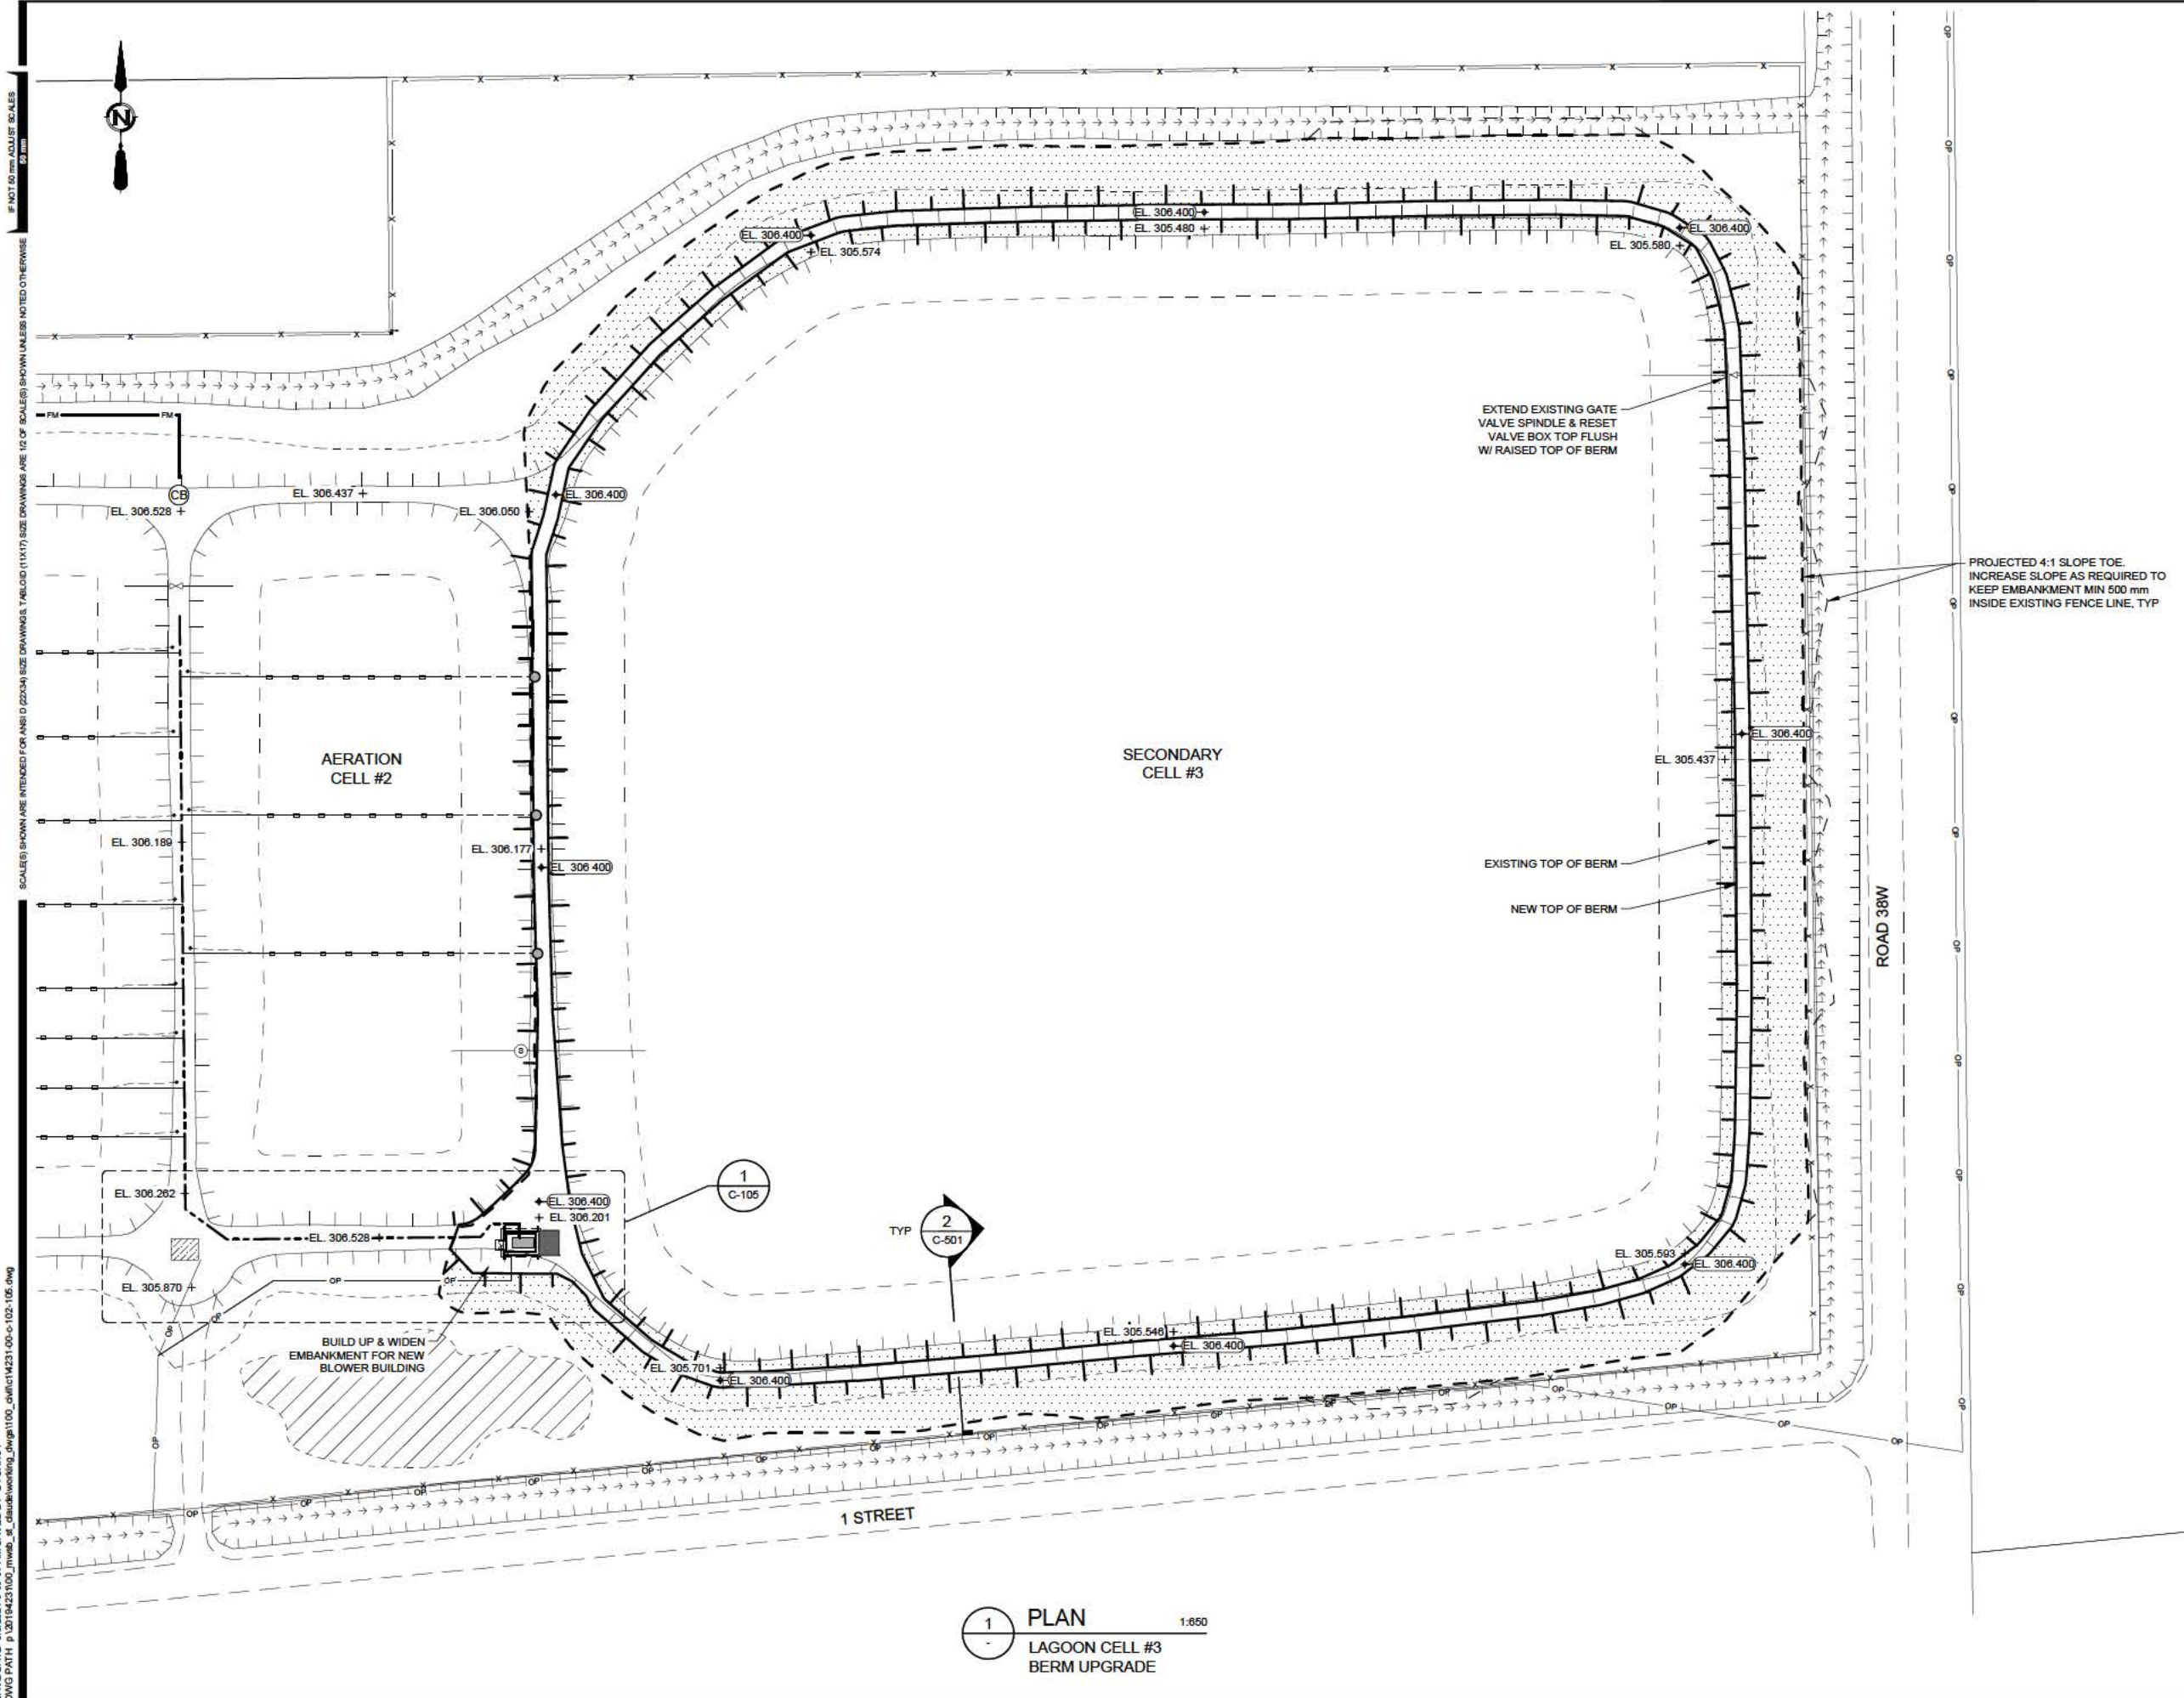 IF NOT 50 mm ADJUST SCALES
50 mm
SCALE(S) SHOWN ARE INTENDED FOR ANSI D (22X34) SIZE DRAWINGS. TABLOID (11X17) SIZE DRAWINGS ARE 1/2 OF SCALE(S) SHOWN UNLESS NOTED OTHERWISE
N
EL. 306.400
EL. 305.480
EL. 306.400
EL. 305.574
EL. 306.400
EL. 305.580
EXTEND EXISTING GATE
VALVE SPINDLE & RESET
VALVE BOX TOP FLUSH
W/ RAISED TOP OF BERM
FM
FM
CB
EL. 306.437
EL. 306.528
EL. 306.400
EL. 306.050
PROJECTED 4:1 SLOPE TOE.
INCREASE SLOPE AS REQUIRED TO
KEEP EMBANKMENT MIN 500 mm
INSIDE EXISTING FENCE LINE, TYP
AERATION
CELL #2
SECONDARY
CELL #3
EL. 306.400
EL. 305.437
EL. 306.189
EL. 306.177
EL 306 400
EXISTING TOP OF BERM
NEW TOP OF BERM
ROAD 38W
S
EL. 306.262
1
C-105
EL. 306.400
EL. 306.201
EL. 306.528
TYP
2
C-501
EL. 305.593
EL. 306.400
EL. 305.870
OP
OP
OP
OP
OP
BUILD UP & WIDEN
EMBANKMENT FOR NEW
BLOWER BUILDING
EL. 305.546
EL. 306.400
EL. 305.701
EL. 306.400
1 STREET
1
-
PLAN
1:650
LAGOON CELL #3
BERM UPGRADE